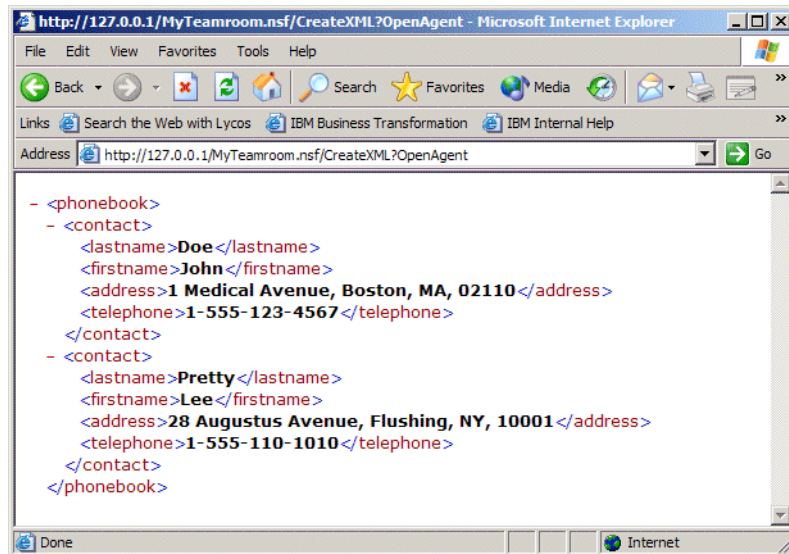 http://127.0.0.1/MyTeamroom.nsf/CreateXML?OpenAgent - Microsoft Internet Explorer
File Edit View Favorites Tools Help
Back Search Favorites Media »
Links Search the Web with Lycos IBM Business Transformation IBM Internal Help »
Address http://127.0.0.1/MyTeamroom.nsf/CreateXML?OpenAgent Go
- <phonebook>
- <contact>
<lastname>Doe</lastname>
<firstname>John</firstname>
<address>1 Medical Avenue, Boston, MA, 02110</address>
<telephone>1-555-123-4567</telephone>
</contact>
- <contact>
<lastname>Pretty</lastname>
<firstname>Lee</firstname>
<address>28 Augustus Avenue, Flushing, NY, 10001</address>
<telephone>1-555-110-1010</telephone>
</contact>
</phonebook>
Done Internet